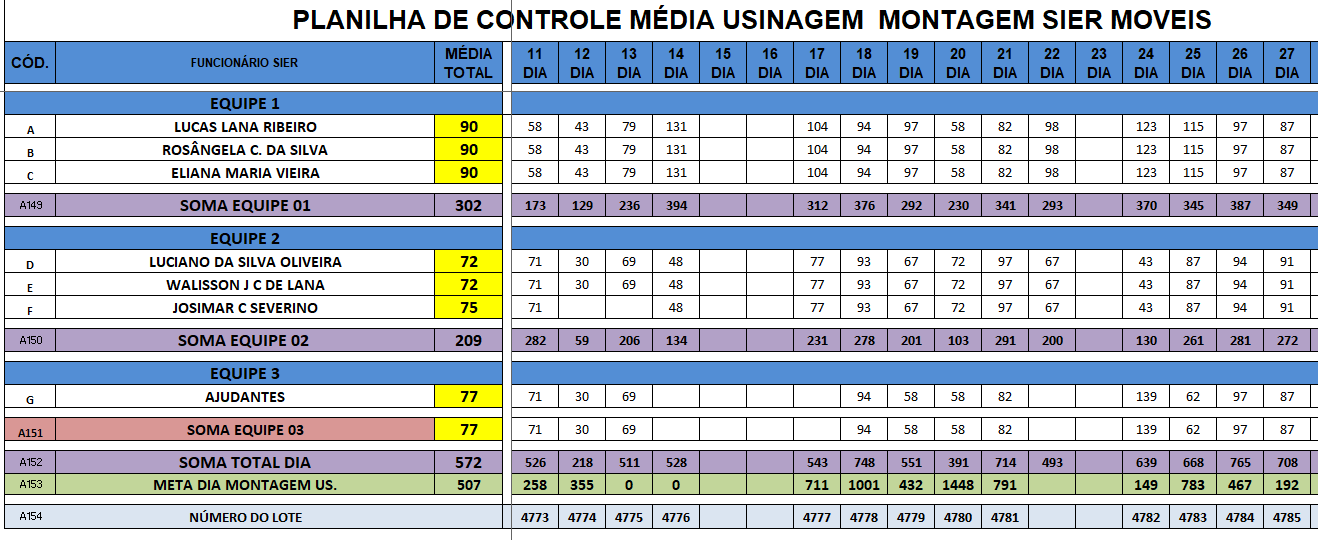 PLANILHA DE CONTROLE MÉDIA USINAGEM MONTAGEM SIER MOVEIS
CÓD. FUNCIONÁRIO SIER MÉDIA TOTAL 11 DIA 12 DIA 13 DIA 14 DIA 15 DIA 16 DIA 17 DIA 18 DIA 19 DIA 20 DIA 21 DIA 22 DIA 23 DIA 24 DIA 25 DIA 26 DIA 27 DIA
EQUIPE 1
A LUCAS LANA RIBEIRO 90 58 43 79 131 104 94 97 58 82 98 123 115 97 87
B ROSÂNGELA C. DA SILVA 90 58 43 79 131 104 94 97 58 82 98 123 115 97 87
C ELIANA MARIA VIEIRA 90 58 43 79 131 104 94 97 58 82 98 123 115 97 87
A149 SOMA EQUIPE 01 302 173 129 236 394 312 376 292 230 341 293 370 345 387 349
EQUIPE 2
D LUCIANO DA SILVA OLIVEIRA 72 71 30 69 48 77 93 67 72 97 67 43 87 94 91
E WALISSON J C DE LANA 72 71 30 69 48 77 93 67 72 97 67 43 87 94 91
F JOSIMAR C SEVERINO 75 71 48 77 93 67 72 97 67 43 87 94 91
A150 SOMA EQUIPE 02 209 282 59 206 134 231 278 201 103 291 200 130 261 281 272
EQUIPE 3
G AJUDANTES 77 71 30 69 94 58 58 82 139 62 97 87
A151 SOMA EQUIPE 03 77 71 30 69 94 58 58 82 139 62 97 87
A152 SOMA TOTAL DIA 572 526 218 511 528 543 748 551 391 714 493 639 668 765 708
A153 META DIA MONTAGEM US. 507 258 355 0 0 711 1001 432 1448 791 149 783 467 192
A154 NÚMERO DO LOTE 4773 4774 4775 4776 4777 4778 4779 4780 4781 4782 4783 4784 4785